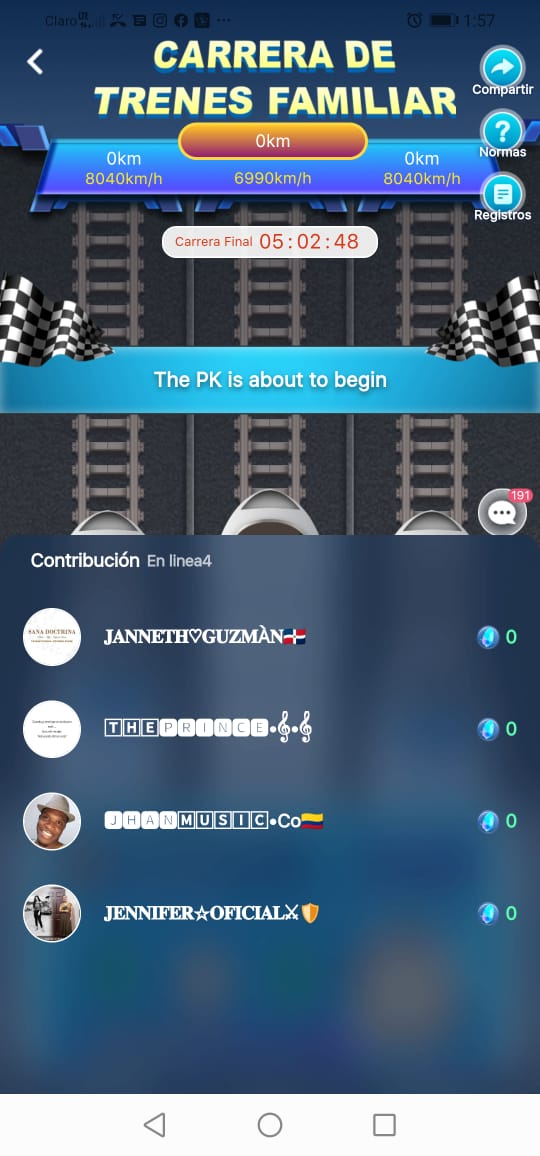 Claro 1:57
CARRERA DE
TRENES FAMILIAR
Compartir
0km
0km
0km
Normas
8040km/h
6990km/h
8040km/h
Registros
Carrera Final 05:02:48
The PK is about to begin
191
Contribución En linea4
SANA DOCTRINA
JANNETH♡GUZMÀN🇩🇴 0
🅃🄷🄴🄿🅁🄸🄽🄲🄴•𝄞•𝄞 0
🄹🄷🄰🄽🄼🅄🅂🄸🄲•Co🇨🇴 0
JENNIFER☆OFICIAL⚔🛡 0